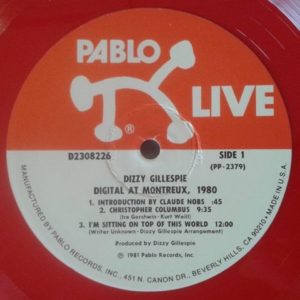 PABLO
LIVE
®
D2308226
SIDE 1
(PP-2379)
DIZZY GILLESPIE
DIGITAL AT MONTREUX, 1980
1. INTRODUCTION BY CLAUDE NOBS :45
2. CHRISTOPHER COLUMBUS 9:35
(Ira Gershwin - Kurt Weill)
3. I'M SITTING ON TOP OF THIS WORLD 12:00
(Writer Unknown - Dizzy Gillespie Arrangement)
Produced by Dizzy Gillespie
℗ 1981 Pablo Records, Inc.
MANUFACTURED BY PABLO RECORDS, INC., 451 N. CANON DR., BEVERLY HILLS, CA 90210 • MADE IN U.S.A.